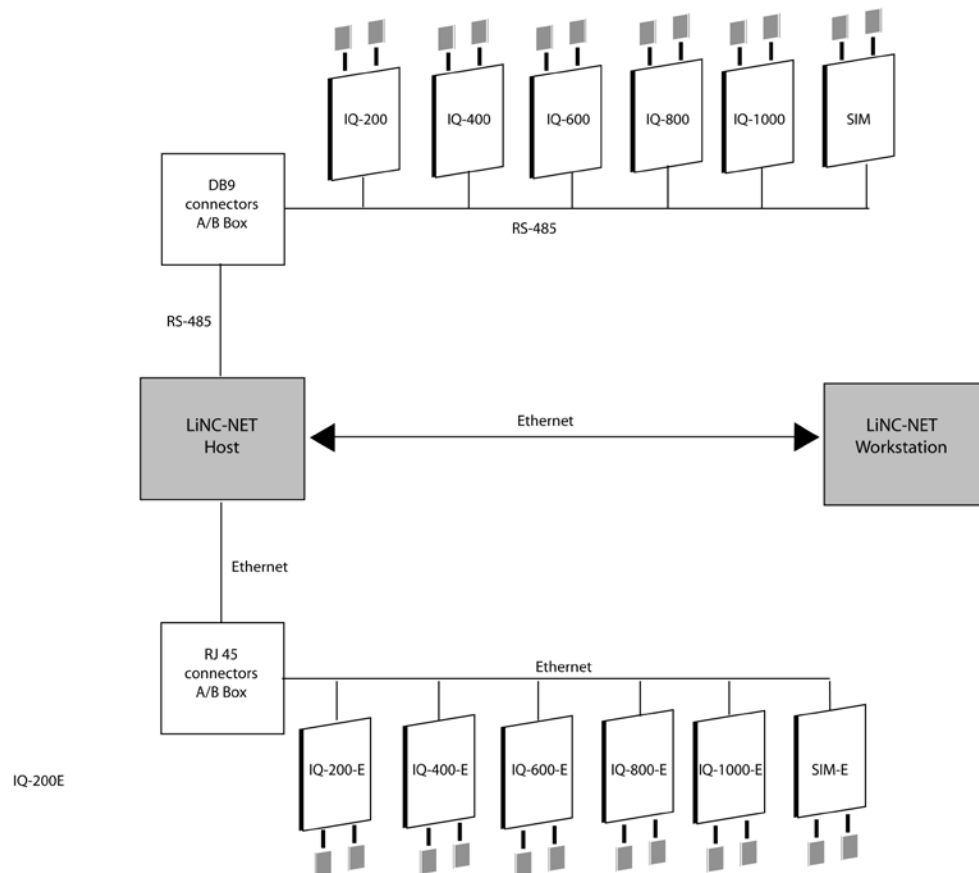 IQ-200
IQ-400
IQ-600
IQ-800
IQ-1000
SIM
DB9
connectors
A/B Box
RS-485
RS-485
LiNC-NET
Host
Ethernet
LiNC-NET
Workstation
Ethernet
RJ 45
connectors
A/B Box
Ethernet
IQ-200-E
IQ-400-E
IQ-600-E
IQ-800-E
IQ-1000-E
SIM-E
IQ-200E